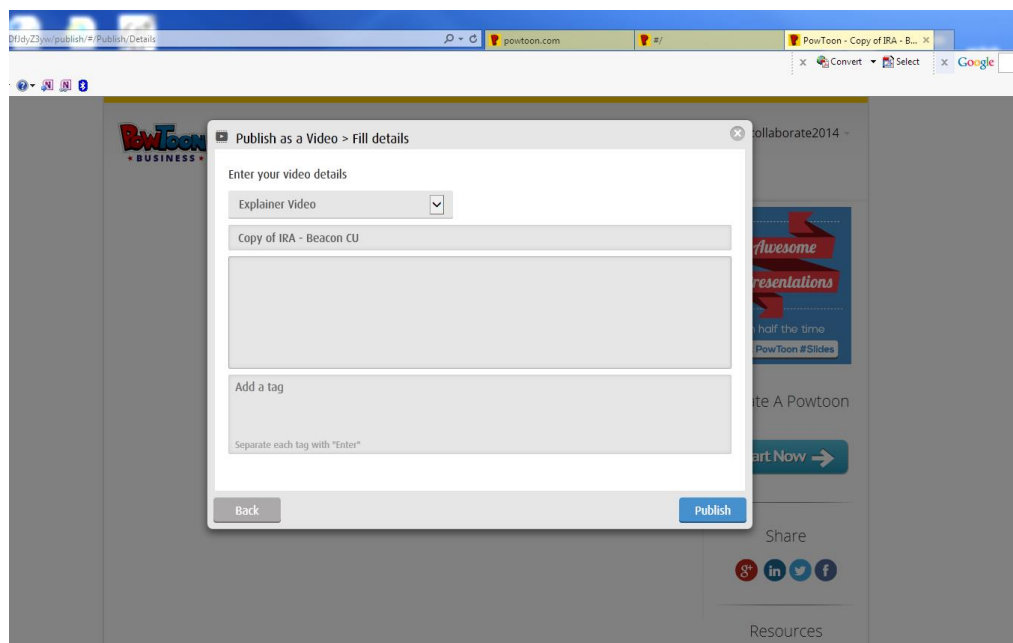 DfJdyZ3yw/publish/#/Publish/Details
powtoon.com
#/
PowToon - Copy of IRA - B...
Convert
Select
Google
PowToon
BUSINESS
Publish as a Video > Fill details
collaborate2014
Enter your video details
Explainer Video
Copy of IRA - Beacon CU
Awesome
resentations
half the time
PowToon #Slides
Add a tag
Separate each tag with "Enter"
ate A Powtoon
art Now
Back
Publish
Share
g+ in f
Resources